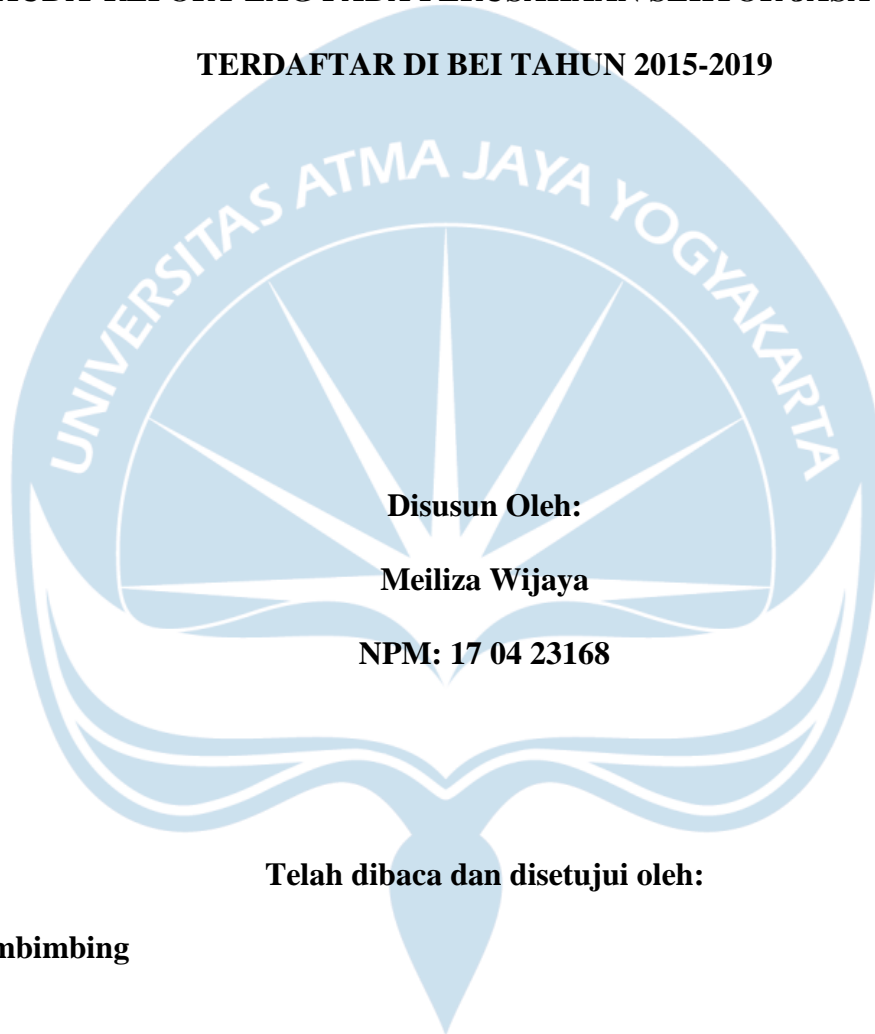 TERDAFTAR DI BEI TAHUN 2015-2019
UNIVERSITAS ATMA JAYA YOGYAKARTA
Disusun Oleh:
Meiliza Wijaya
NPM: 17 04 23168
Telah dibaca dan disetujui oleh:
mbimbing